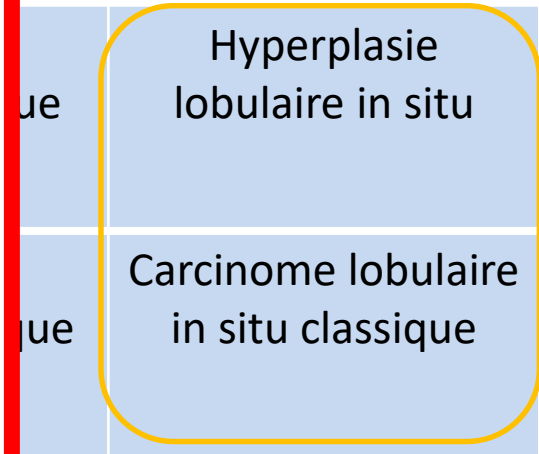 Hyperplasie
lobulaire in situ
ue
Carcinome lobulaire
in situ classique
que